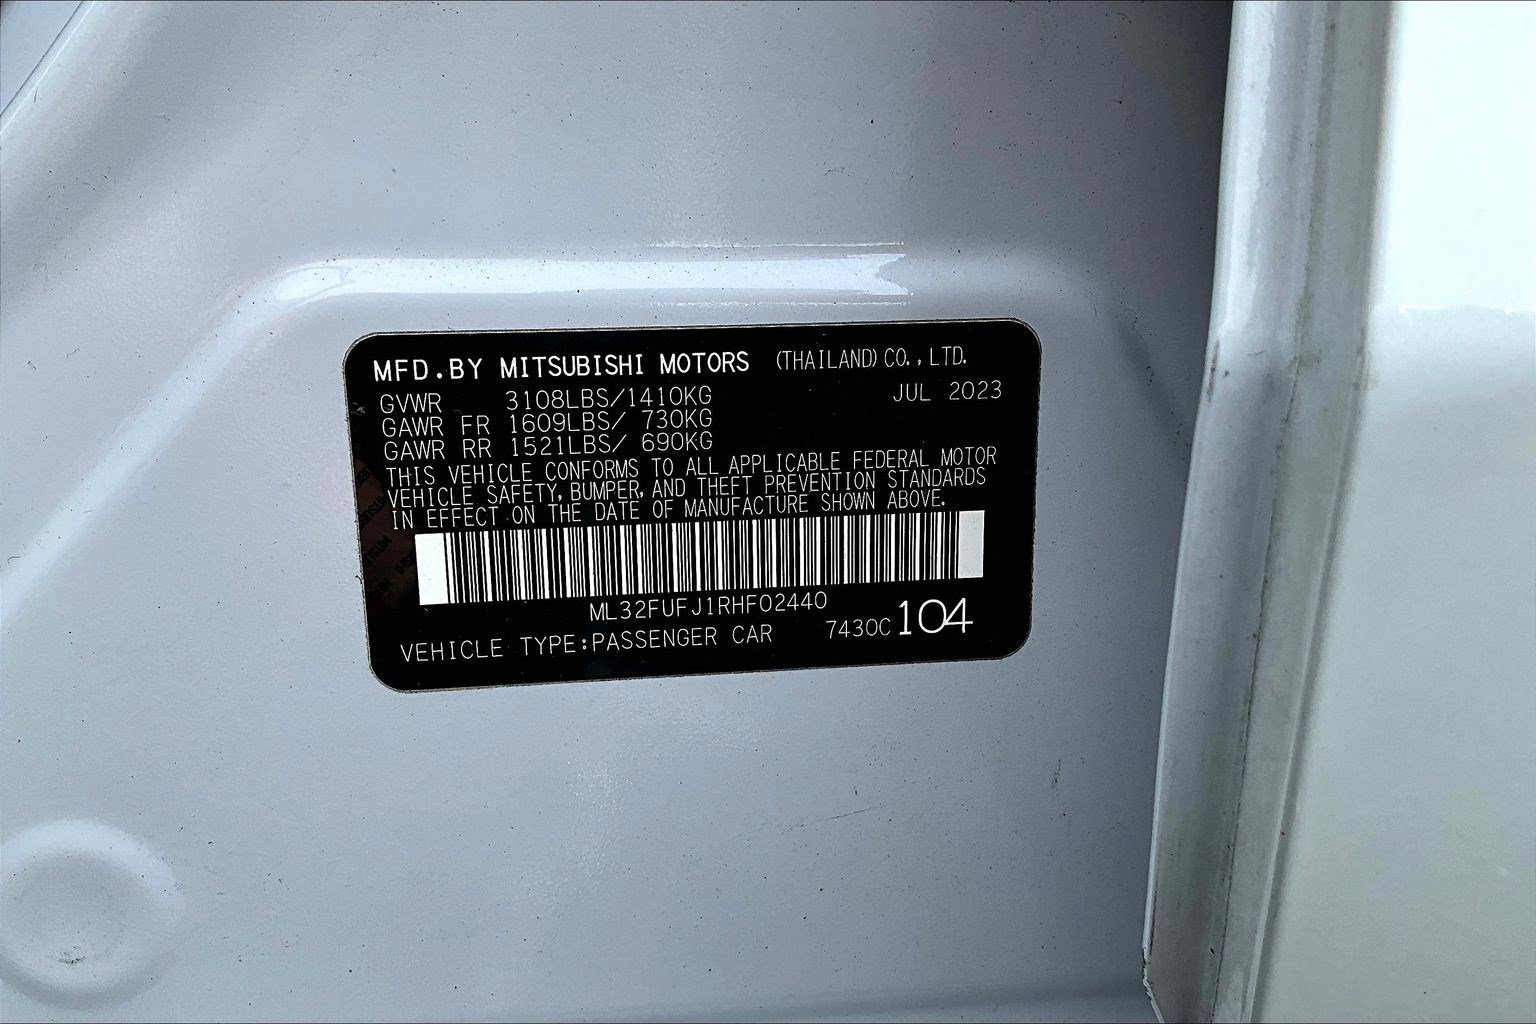 MFD.BY MITSUBISHI MOTORS (THAILAND) CO., LTD.
GVWR 3108LBS/1410KG JUL 2023
GAWR FR 1609LBS/ 730KG
GAWR RR 1521LBS/ 690KG
THIS VEHICLE CONFORMS TO ALL APPLICABLE FEDERAL MOTOR
VEHICLE SAFETY, BUMPER, AND THEFT PREVENTION STANDARDS
IN EFFECT ON THE DATE OF MANUFACTURE SHOWN ABOVE.
ML32FUFJ1RHF02440
VEHICLE TYPE:PASSENGER CAR 7430C104